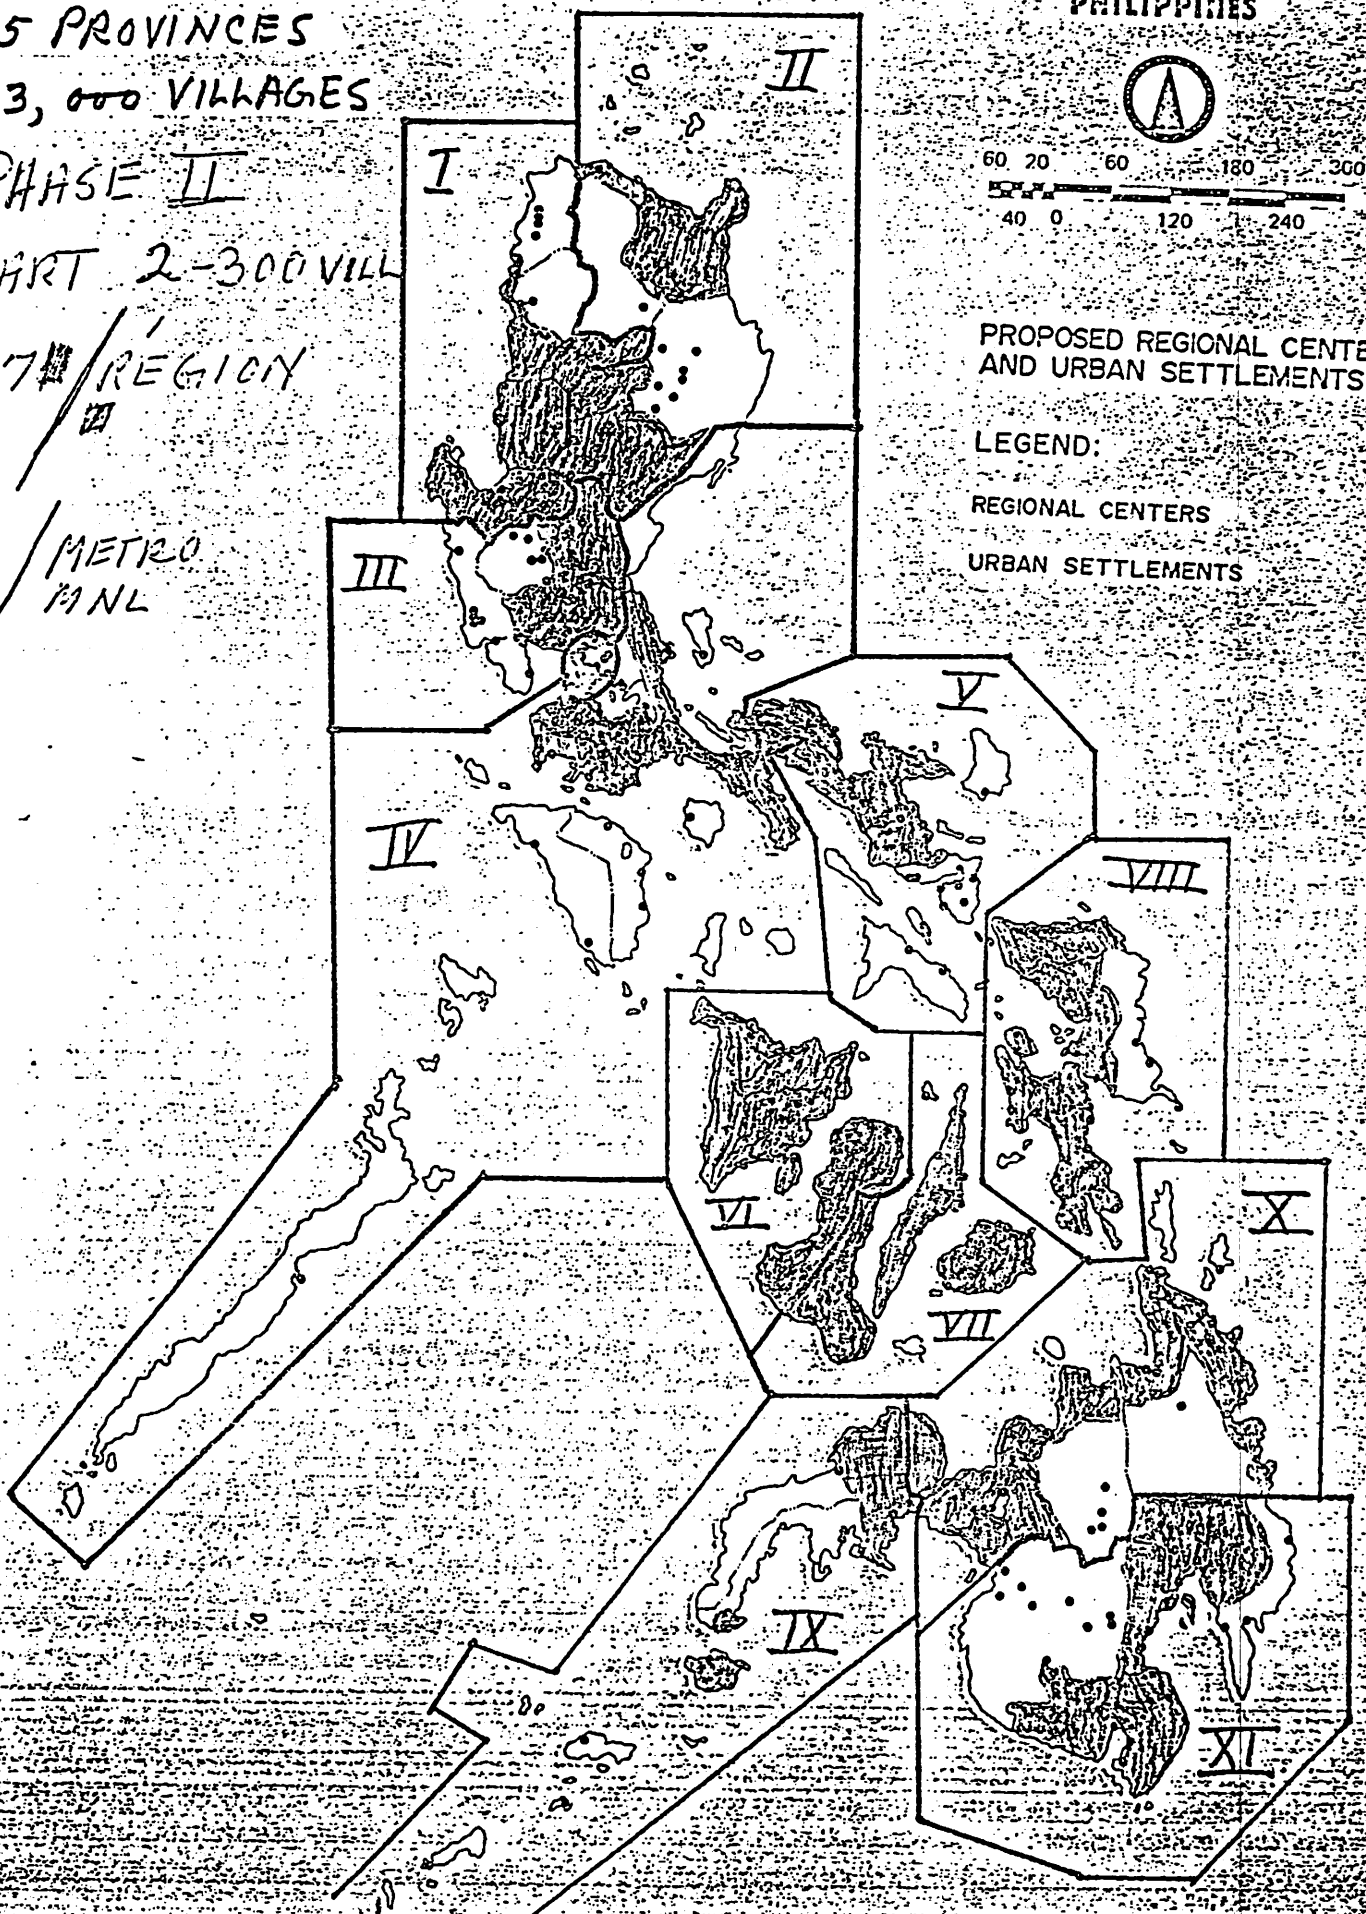 5 PROVINCES
3,000 VILLAGES
PHASE II
ART 2-300 VILL
7 / REGION
/ METRO
MNL
PHILIPPINES
60 20 60 180 300
40 0 120 240
PROPOSED REGIONAL CENTE
AND URBAN SETTLEMENTS
LEGEND:
REGIONAL CENTERS
URBAN SETTLEMENTS
II
I
III
V
IV
VIII
VI
X
VII
IX
XI